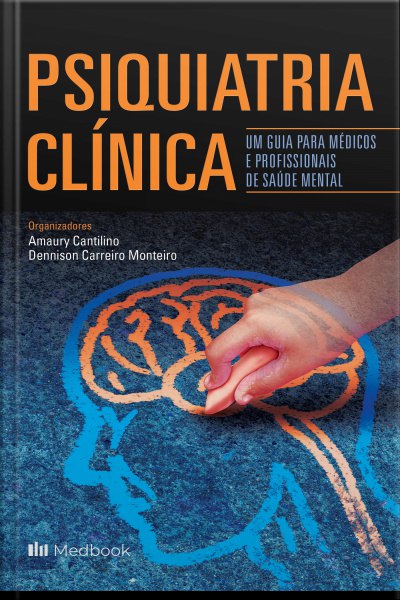 PSIQUIATRIA
CLÍNICA
UM GUIA PARA MÉDICOS
E PROFISSIONAIS
DE SAÚDE MENTAL
Organizadores
Amaury Cantilino
Dennison Carreiro Monteiro
Medbook